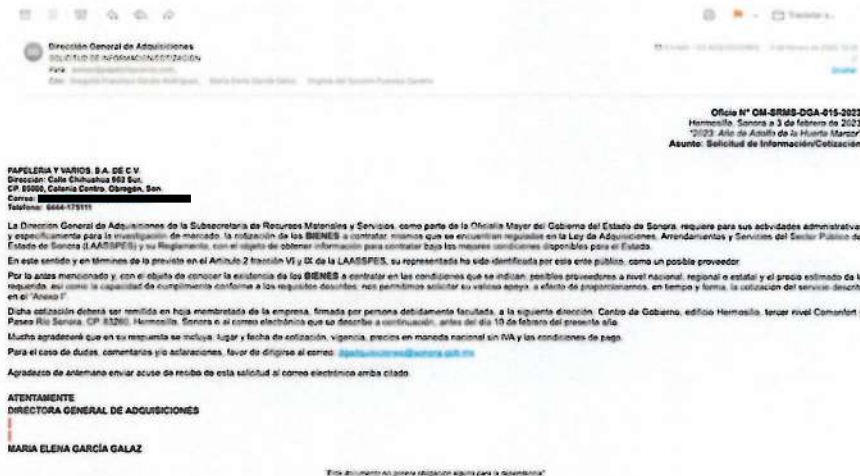 Dirección General de Adquisiciones
SOLICITUD DE INFORMACIÓN/COTIZACIÓN
Para:
Oficio N° OM-SRMS-DGA-015-2023
Hermosillo, Sonora a 3 de febrero de 2023
"2023: Año de Adolfo de la Huerta Marcor"
Asunto: Solicitud de Información/Cotización
PAPELERIA Y VARIOS, S.A. DE C.V.
Dirección: Calle Chihuahua 602 Sur,
CP. 85000, Colonia Centro, Obregón, Son.
Correo:
Teléfono: 6444-175111
La Dirección General de Adquisiciones de la Subsecretaría de Recursos Materiales y Servicios, como parte de la Oficialía Mayor del Gobierno del Estado de Sonora, requiere para sus actividades administrativas
y específicamente para la investigación de mercado, la cotización de los BIENES a contratar, mismos que se encuentran regulados en la Ley de Adquisiciones, Arrendamientos y Servicios del Sector Público de
Estado de Sonora (LAASSPES) y su Reglamento, con el objeto de obtener información para contratar bajo las mejores condiciones disponibles para el Estado.
En este sentido y en términos de lo previsto en el Artículo 2 fracción VI y IX de la LAASSPES, su representada ha sido identificada por este ente público, como un posible proveedor.
Por lo antes mencionado y, con el objeto de conocer la existencia de los BIENES a contratar en las condiciones que se indican, posibles proveedores a nivel nacional, regional o estatal y el precio estimado de l
requerida, así como la capacidad de cumplimiento conforme a los requisitos descritos, nos permitimos solicitar su valioso apoyo, a efecto de proporcionarnos, en tiempo y forma, la cotización del servicio descrit
en el "Anexo I".
Dicha cotización deberá ser remitida en hoja membretada de la empresa, firmada por persona debidamente facultada, a la siguiente dirección: Centro de Gobierno, edificio Hermosillo, tercer nivel Comonfort
Paseo Río Sonora, CP. 83280, Hermosillo, Sonora o al correo electrónico que se describe a continuación, antes del día 10 de febrero del presente año.
Mucho agradeceré que en su respuesta se incluya: lugar y fecha de cotización, vigencia, precios en moneda nacional sin IVA y las condiciones de pago.
Para el caso de dudas, comentarios y/o aclaraciones, favor de dirigirse al correo: dgadquisiciones@sonora.gob.mx
Agradezco de antemano enviar acuse de recibo de esta solicitud al correo electrónico arriba citado.
ATENTAMENTE
DIRECTORA GENERAL DE ADQUISICIONES
MARIA ELENA GARCÍA GALAZ
"Este documento no genera obligación alguna para la dependencia"